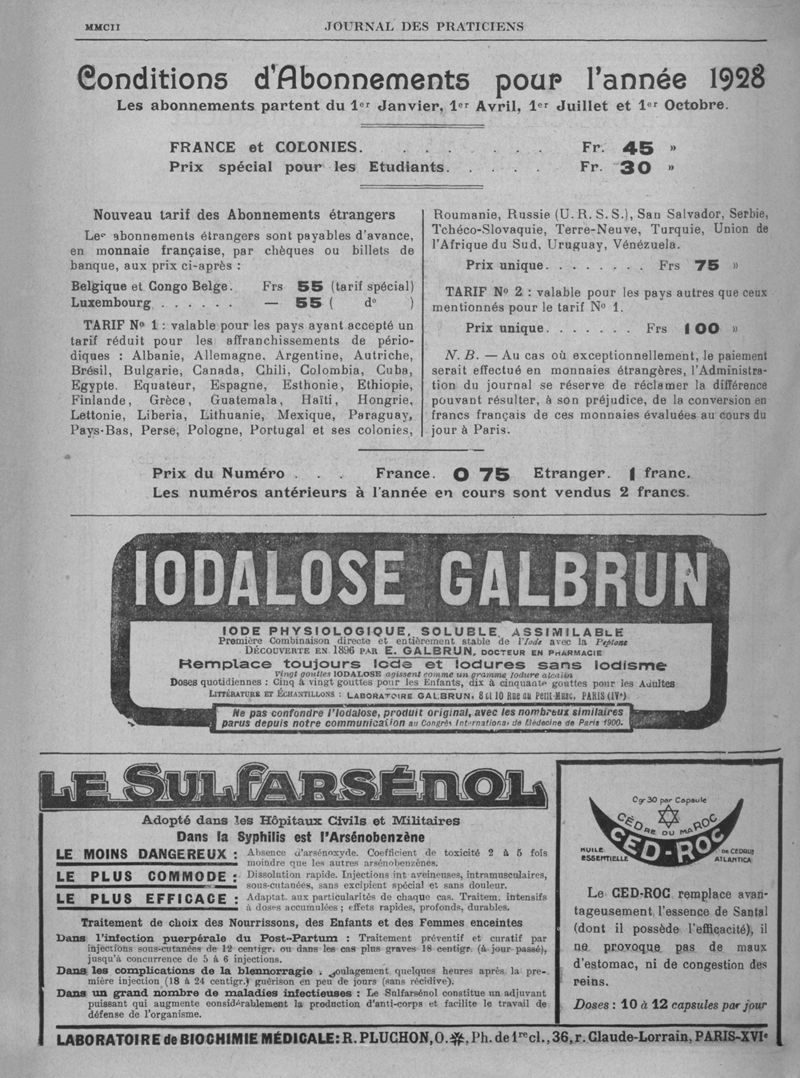 MMCII
JOURNAL DES PRATICIENS
Conditions d'Abonnements pour l'année 1928
Les abonnements partent du 1er Janvier, 1er Avril, 1er Juillet et 1er Octobre.
FRANCE et COLONIES. . . . . . . . Fr. 45 »
Prix spécial pour les Etudiants. . . . . Fr. 30 »
Nouveau tarif des Abonnements étrangers
Les abonnements étrangers sont payables d'avance,
en monnaie française, par chèques ou billets de
banque, aux prix ci-après :
Belgique et Congo Belge. Frs 55 (tarif spécial)
Luxembourg . . . . . . — 55 ( do )
TARIF No 1 : valable pour les pays ayant accepté un
tarif réduit pour les affranchissements de pério-
diques : Albanie, Allemagne, Argentine, Autriche,
Brésil, Bulgarie, Canada, Chili, Colombia, Cuba,
Egypte. Equateur, Espagne, Esthonie, Ethiopie,
Finlande, Grèce, Guatemala, Haïti, Hongrie,
Lettonie, Liberia, Lithuanie, Mexique, Paraguay,
Pays-Bas, Perse, Pologne, Portugal et ses colonies,
Roumanie, Russie (U. R. S. S.), San Salvador, Serbie,
Tchéco-Slovaquie, Terre-Neuve, Turquie, Union de
l'Afrique du Sud, Uruguay, Vénézuela.
Prix unique. . . . . . . . Frs 75 »
TARIF No 2 : valable pour les pays autres que ceux
mentionnés pour le tarif No 1.
Prix unique. . . . . . . Frs 100 »
N. B. — Au cas où exceptionnellement, le paiement
serait effectué en monnaies étrangères, l'Administra-
tion du journal se réserve de réclamer la différence
pouvant résulter, à son préjudice, de la conversion en
francs français de ces monnaies évaluées au cours du
jour à Paris.
Prix du Numéro . . . France. 0 75 Etranger. 1 franc.
Les numéros antérieurs à l'année en cours sont vendus 2 francs.
IODALOSE GALBRUN
IODE PHYSIOLOGIQUE, SOLUBLE, ASSIMILABLE
Première Combinaison directe et entièrement stable de l'Iode avec la Peptone
DÉCOUVERTE EN 1896 PAR E. GALBRUN, DOCTEUR EN PHARMACIE
Remplace toujours Iode et Iodures sans Iodisme
Vingt gouttes IODALOSE agissent comme un gramme Iodure alcalin
Doses quotidiennes : Cinq à vingt gouttes pour les Enfants, dix à cinquante gouttes pour les Adultes
LITTÉRATURE ET ÉCHANTILLONS : LABORATOIRE GALBRUN, 8 et 10 Rue du Petit-Musc, PARIS (IVe)
Ne pas confondre l'Iodalose, produit original, avec les nombreux similaires
parus depuis notre communication au Congrès International de Médecine de Paris 1900.
LE SULFARSÉNOL
Adopté dans les Hôpitaux Civils et Militaires
Dans la Syphilis est l'Arsénobenzène
LE MOINS DANGEREUX : Absence d'arsénoxyde. Coefficient de toxicité 2 à 5 fois
moindre que les autres arsénobenzènes.
LE PLUS COMMODE : Dissolution rapide. Injections int aveineuses, intramusculaires,
sous-cutanées, sans excipient spécial et sans douleur.
LE PLUS EFFICACE : Adaptat. aux particularités de chaque cas. Traitem. intensifs
à doses accumulées ; effets rapides, profonds, durables.
Traitement de choix des Nourrissons, des Enfants et des Femmes enceintes
Dans l'infection puerpérale du Post-Partum : Traitement préventif et curatif par
injections sous-cutanées de 12 centigr. ou dans les cas plus graves 18 centigr. (à jour passé),
jusqu'à concurrence de 5 à 6 injections.
Dans les complications de la blennorragie : soulagement quelques heures après la pre-
mière injection (18 à 24 centigr.) guérison en peu de jours (sans récidive).
Dans un grand nombre de maladies infectieuses : Le Sulfarsénol constitue un adjuvant
puissant qui augmente considérablement la production d'anti-corps et facilite le travail de
défense de l'organisme.
Cgr 30 par Capsule
CÈDRE DU MAROC
CED-ROC
HUILE ESSENTIELLE
DE CEDRUS ATLANTICA
Le CED-ROC remplace avan-
tageusement l'essence de Santal
(dont il possède l'efficacité), il
ne provoque pas de maux
d'estomac, ni de congestion des
reins.
Doses : 10 à 12 capsules par jour
LABORATOIRE de BIOCHIMIE MÉDICALE : R. PLUCHON, O. ✻, Ph. de 1re cl., 36, r. Claude-Lorrain, PARIS-XVIe